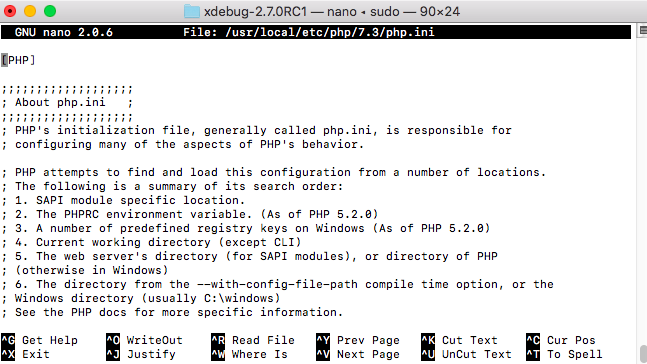 xdebug-2.7.0RC1 — nano ◂ sudo — 90×24
GNU nano 2.0.6 File: /usr/local/etc/php/7.3/php.ini
[PHP]
;;;;;;;;;;;;;;;;;;;
; About php.ini ;
;;;;;;;;;;;;;;;;;;;
; PHP's initialization file, generally called php.ini, is responsible for
; configuring many of the aspects of PHP's behavior.
; PHP attempts to find and load this configuration from a number of locations.
; The following is a summary of its search order:
; 1. SAPI module specific location.
; 2. The PHPRC environment variable. (As of PHP 5.2.0)
; 3. A number of predefined registry keys on Windows (As of PHP 5.2.0)
; 4. Current working directory (except CLI)
; 5. The web server's directory (for SAPI modules), or directory of PHP
; (otherwise in Windows)
; 6. The directory from the --with-config-file-path compile time option, or the
; Windows directory (usually C:\windows)
; See the PHP docs for more specific information.
^G Get Help ^O WriteOut ^R Read File ^Y Prev Page ^K Cut Text ^C Cur Pos
^X Exit ^J Justify ^W Where Is ^V Next Page ^U UnCut Text ^T To Spell